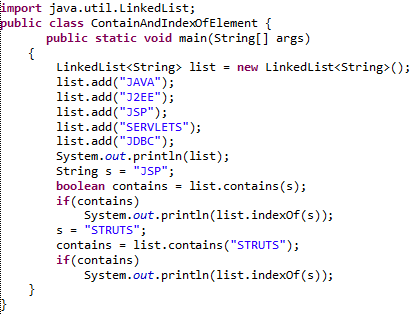 import java.util.LinkedList;
public class ContainAndIndexOfElement {
public static void main(String[] args)
{
LinkedList<String> list = new LinkedList<String>();
list.add("JAVA");
list.add("J2EE");
list.add("JSP");
list.add("SERVLETS");
list.add("JDBC");
System.out.println(list);
String s = "JSP";
boolean contains = list.contains(s);
if(contains)
System.out.println(list.indexOf(s));
s = "STRUTS";
contains = list.contains("STRUTS");
if(contains)
System.out.println(list.indexOf(s));
}
}